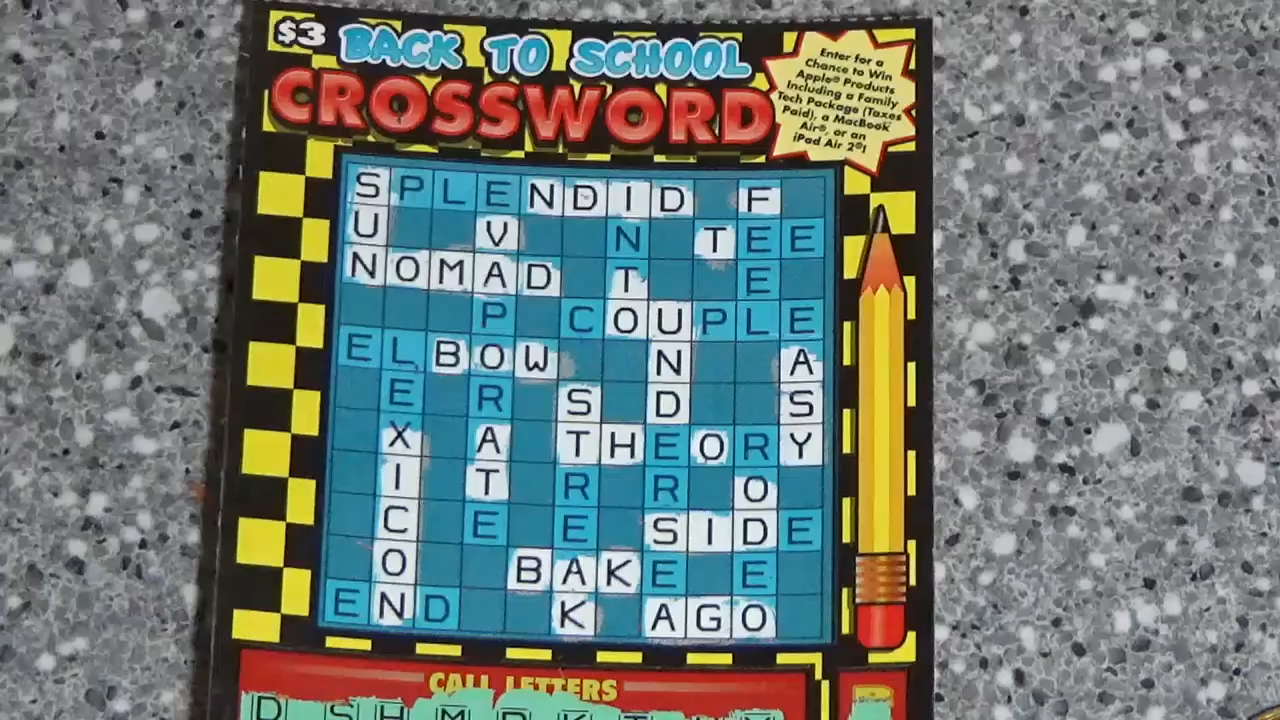 $3 BACK TO SCHOOL
CROSSWORD
Enter for a
Chance to Win
Apple® Products
Including a Family
Tech Package (Taxes
Paid), a MacBook
Air®, or an
iPad Air 2®!
SPLENDID F
U V N TEE
NOMAD T E
P COUPLE
ELBOW N A
E R S D S
X A THEORY
I T R R O
C E E SIDE
O BAKE E
END K AGO
CALL LETTERS